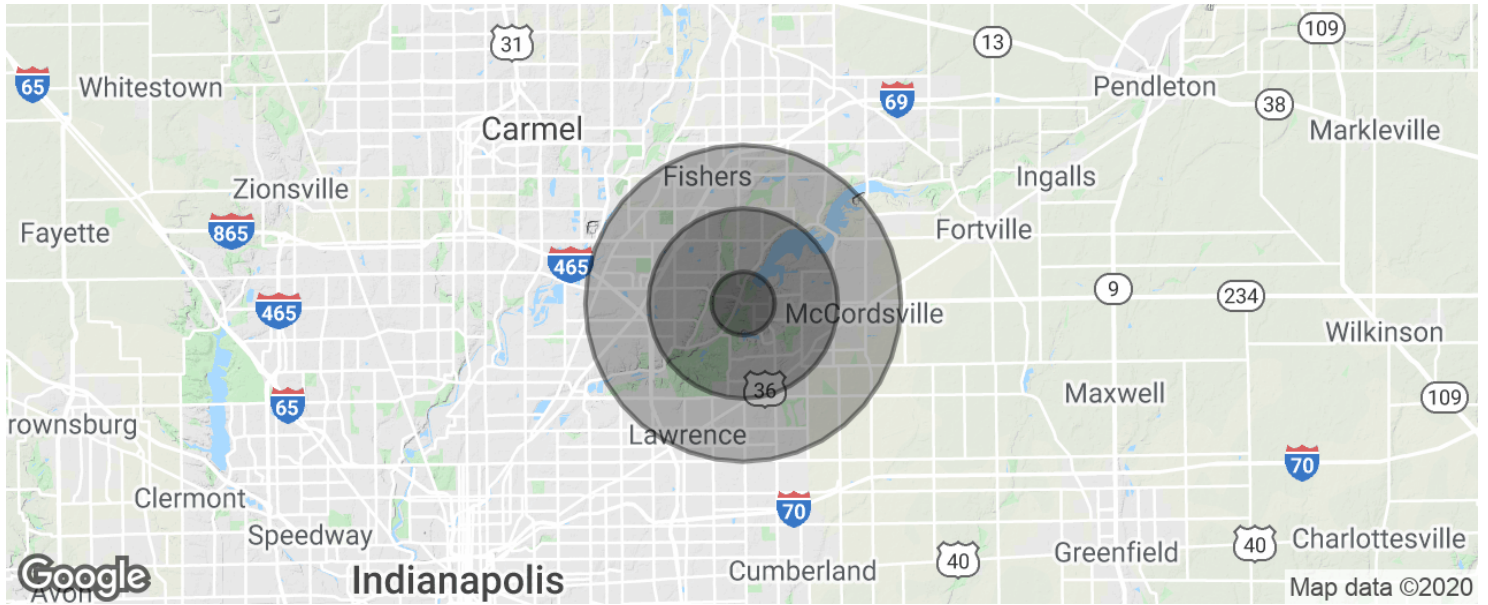 109
31
13
65
Whitestown
Pendleton
69
38
Carmel
Markleville
Fishers
Ingalls
Zionsville
Fayette
865
Fortville
465
9
234
465
McCordsville
Wilkinson
36
Maxwell
65
109
rownsburg
Lawrence
70
Clermont
70
Speedway
Charlottesville
40
40
Greenfield
Cumberland
Google
Indianapolis
Avon
Map data ©2020